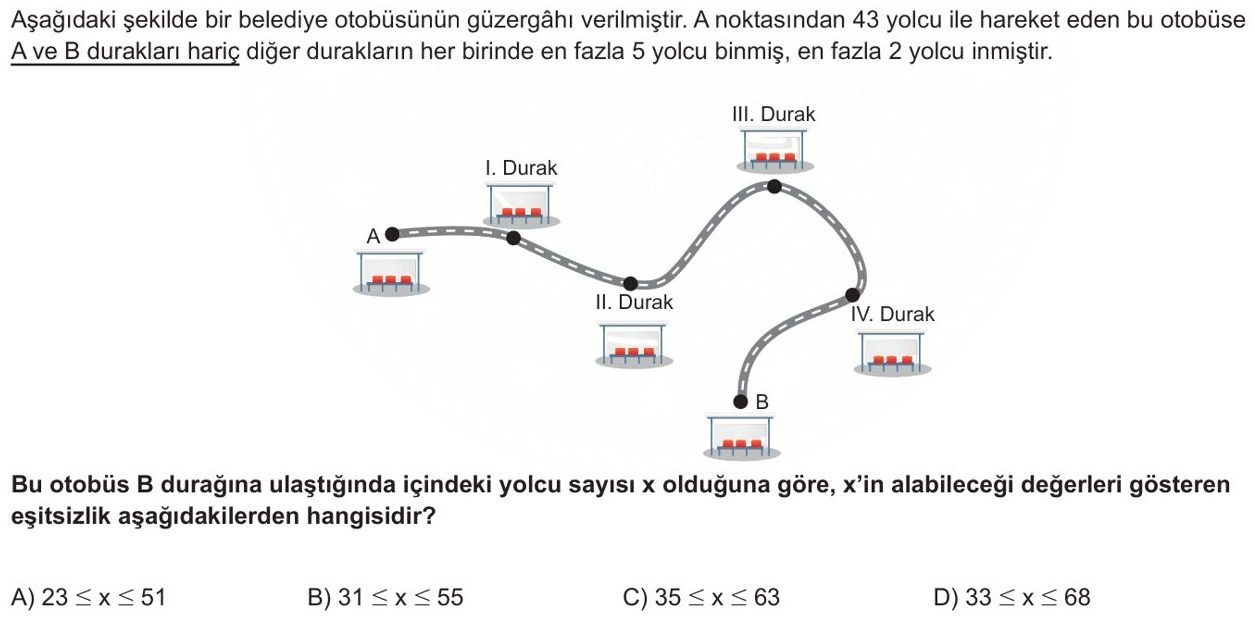 Aşağıdaki şekilde bir belediye otobüsünün güzergâhı verilmiştir. A noktasından 43 yolcu ile hareket eden bu otobüse
A ve B durakları hariç diğer durakların her birinde en fazla 5 yolcu binmiş, en fazla 2 yolcu inmiştir.
III. Durak
I. Durak
A
II. Durak
IV. Durak
B
Bu otobüs B durağına ulaştığında içindeki yolcu sayısı x olduğuna göre, x’in alabileceği değerleri gösteren
eşitsizlik aşağıdakilerden hangisidir?
A) 23 ≤ x ≤ 51 B) 31 ≤ x ≤ 55 C) 35 ≤ x ≤ 63 D) 33 ≤ x ≤ 68